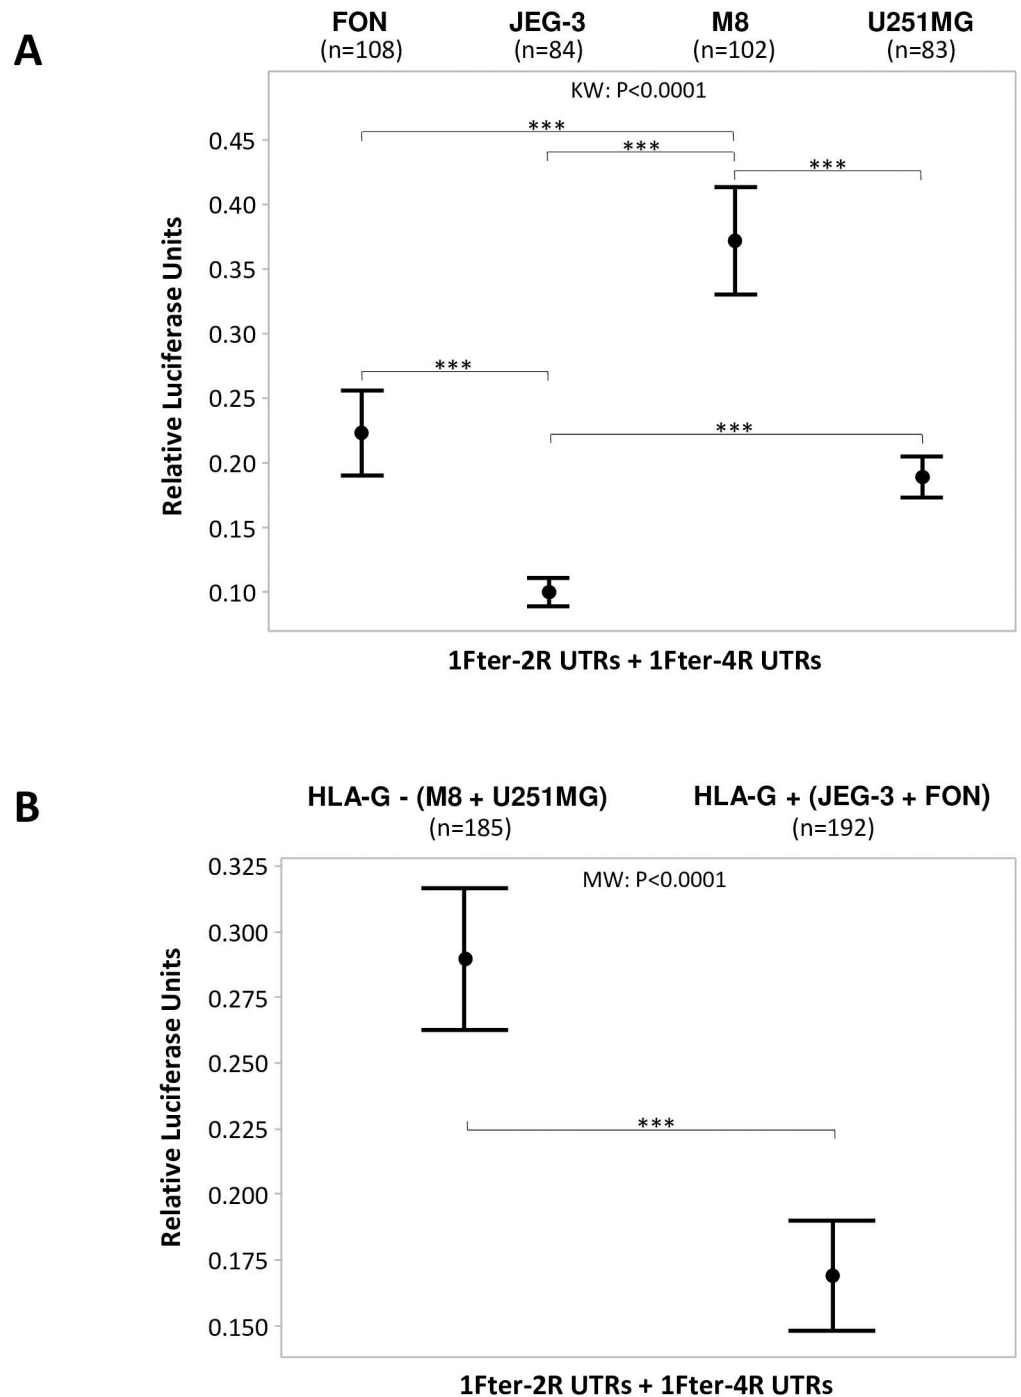 A
FON JEG-3 M8 U251MG
(n=108) (n=84) (n=102) (n=83)
KW: P<0.0001
***
***
***
***
***
0.45
0.40
0.35
0.30
0.25
0.20
0.15
0.10
Relative Luciferase Units
1Fter-2R UTRs + 1Fter-4R UTRs
B
HLA-G - (M8 + U251MG) HLA-G + (JEG-3 + FON)
(n=185) (n=192)
MW: P<0.0001
***
0.325
0.300
0.275
0.250
0.225
0.200
0.175
0.150
Relative Luciferase Units
1Fter-2R UTRs + 1Fter-4R UTRs